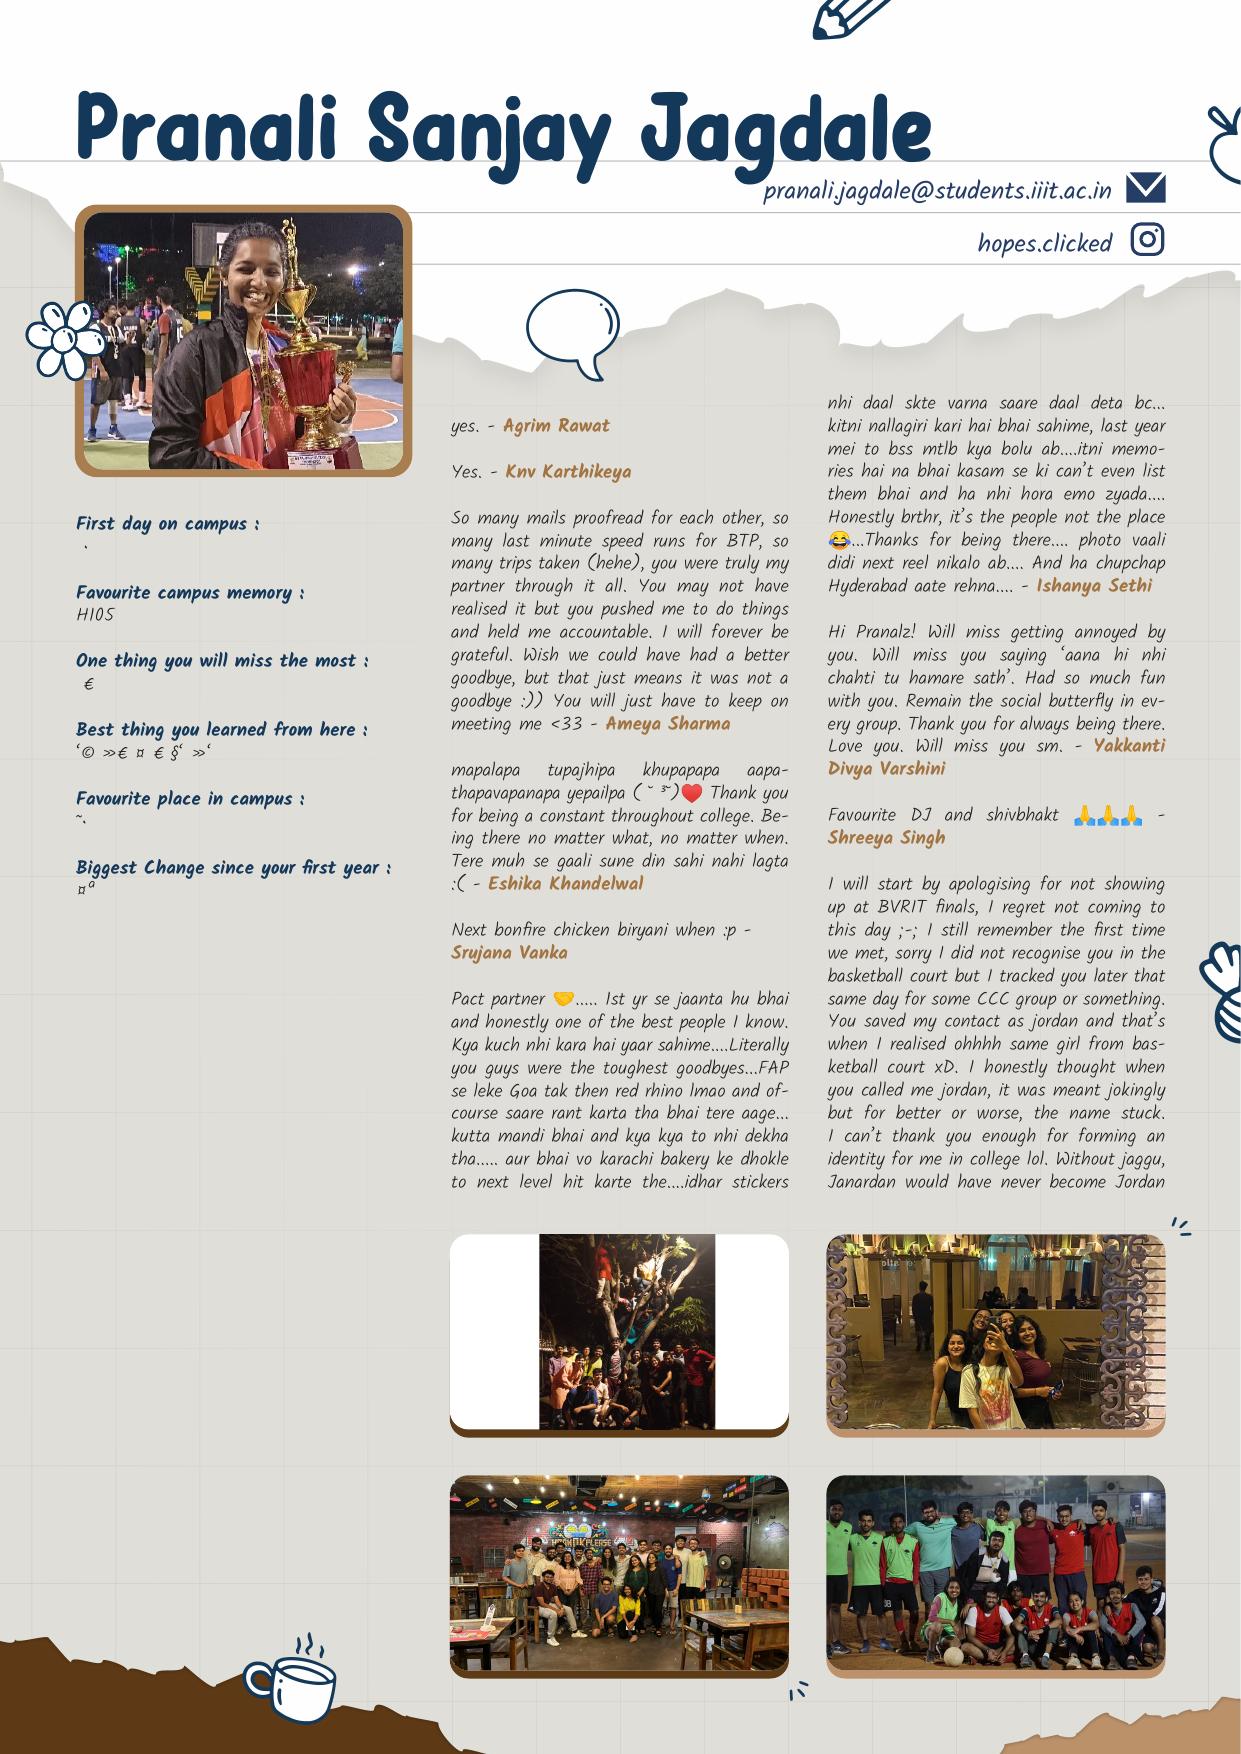 Pranali Sanjay Jagdale
pranali.jagdale@students.iiit.ac.in
hopes.clicked
First day on campus :
`
Favourite campus memory :
H105
One thing you will miss the most :
€
Best thing you learned from here :
‘© »€ ¤ € §‘ »‘
Favourite place in campus :
˜`
Biggest Change since your first year :
¤ª
yes. - Agrim Rawat
Yes. - Knv Karthikeya
So many mails proofread for each other, so
many last minute speed runs for BTP, so
many trips taken (hehe), you were truly my
partner through it all. You may not have
realised it but you pushed me to do things
and held me accountable. I will forever be
grateful. Wish we could have had a better
goodbye, but that just means it was not a
goodbye :)) You will just have to keep on
meeting me <33 - Ameya Sharma
mapalapa tupajhipa khupapapa aapa-
thapavapanapa yepailpa (˘ ³˘)♥️ Thank you
for being a constant throughout college. Be-
ing there no matter what, no matter when.
Tere muh se gaali sune din sahi nahi lagta
:( - Eshika Khandelwal
Next bonfire chicken biryani when :p -
Srujana Vanka
Pact partner 🤝..... 1st yr se jaanta hu bhai
and honestly one of the best people I know.
Kya kuch nhi kara hai yaar sahime....Literally
you guys were the toughest goodbyes...FAP
se leke Goa tak then red rhino lmao and of-
course saare rant karta tha bhai tere aage...
kutta mandi bhai and kya kya to nhi dekha
tha..... aur bhai vo karachi bakery ke dhokle
to next level hit karte the....idhar stickers
nhi daal skte varna saare daal deta bc...
kitni nallagiri kari hai bhai sahime, last year
mei to bss mtlb kya bolu ab....itni memo-
ries hai na bhai kasam se ki can’t even list
them bhai and ha nhi hora emo zyada....
Honestly brthr, it’s the people not the place
😂...Thanks for being there.... photo vaali
didi next reel nikalo ab.... And ha chupchap
Hyderabad aate rehna.... - Ishanya Sethi
Hi Pranalz! Will miss getting annoyed by
you. Will miss you saying ‘aana hi nhi
chahti tu hamare sath’. Had so much fun
with you. Remain the social butterfly in ev-
ery group. Thank you for always being there.
Love you. Will miss you sm. - Yakkanti
Divya Varshini
Favourite DJ and shivbhakt 🙏🙏🙏 -
Shreeya Singh
I will start by apologising for not showing
up at BVRIT finals, I regret not coming to
this day ;-; I still remember the first time
we met, sorry I did not recognise you in the
basketball court but I tracked you later that
same day for some CCC group or something.
You saved my contact as jordan and that’s
when I realised ohhhh same girl from bas-
ketball court xD. I honestly thought when
you called me jordan, it was meant jokingly
but for better or worse, the name stuck.
I can’t thank you enough for forming an
identity for me in college lol. Without jaggu,
Janardan would have never become Jordan